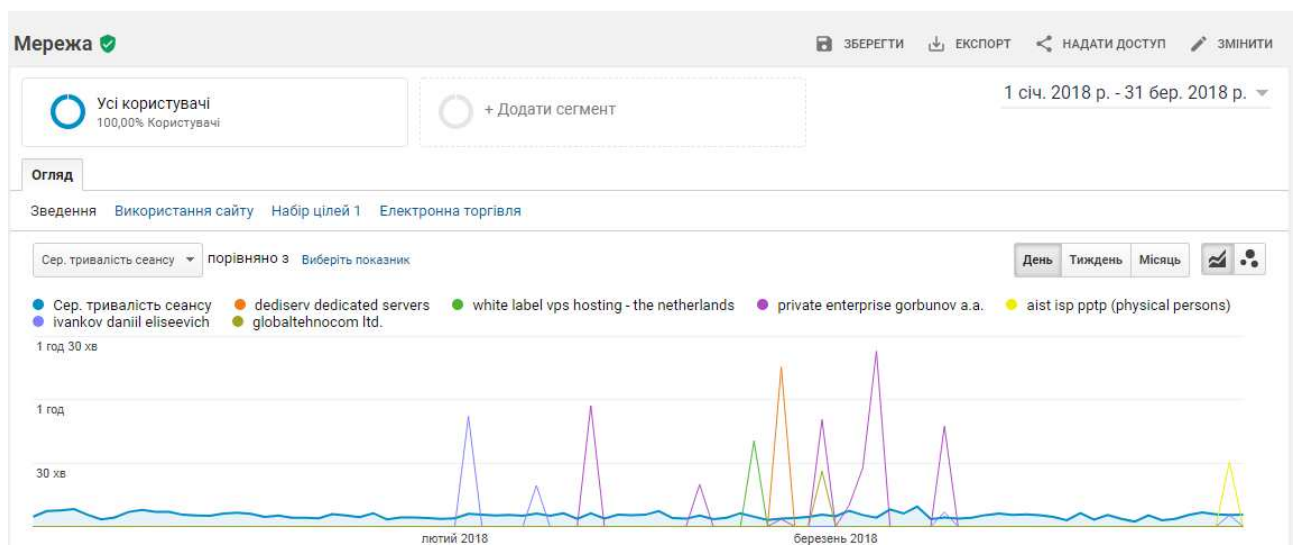 Мережа
ЗБЕРЕГТИ ЕКСПОРТ НАДАТИ ДОСТУП ЗМІНИТИ
Усі користувачі
100,00% Користувачі
+ Додати сегмент
1 січ. 2018 р. - 31 бер. 2018 р.
Огляд
Зведення Використання сайту Набір цілей 1 Електронна торгівля
Сер. тривалість сеансу порівняно з Виберіть показник
День Тиждень Місяць
Сер. тривалість сеансу dediserv dedicated servers white label vps hosting - the netherlands private enterprise gorbunov a.a. aist isp pptp (physical persons)
ivankov daniil eliseevich globaltehnocom ltd.
1 год 30 хв
1 год
30 хв
лютий 2018 березень 2018